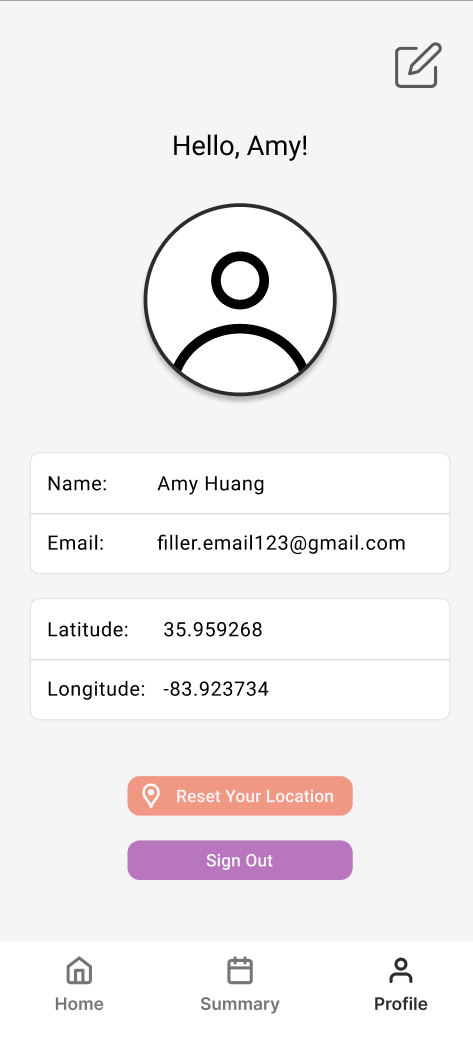 Hello, Amy!
Name: Amy Huang
Email: filler.email123@gmail.com
Latitude: 35.959268
Longitude: -83.923734
Reset Your Location
Sign Out
Home Summary Profile